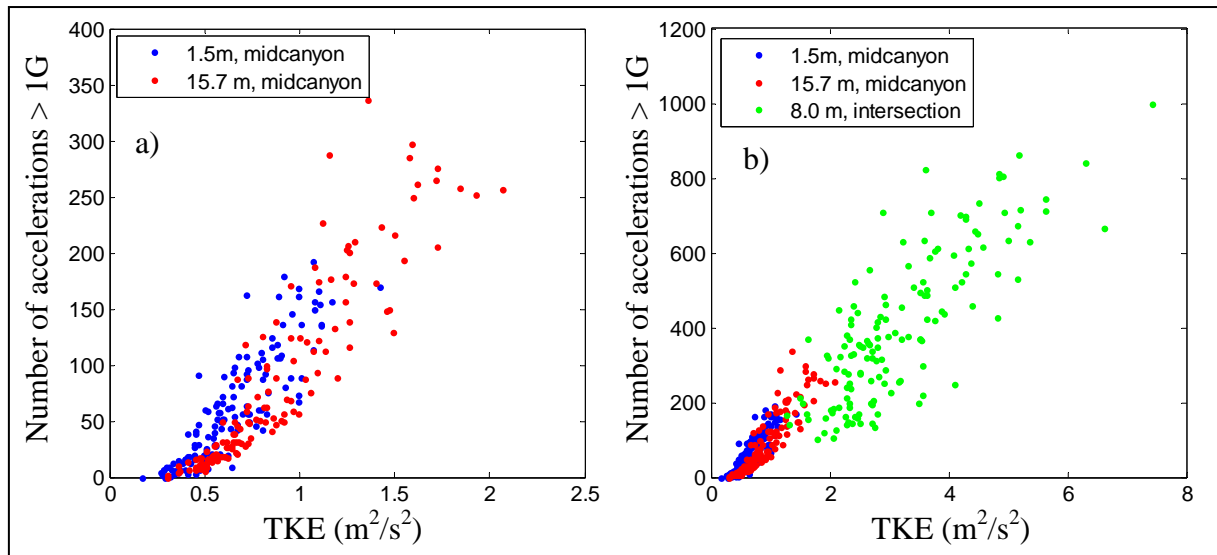 400
350
300
250
200
150
100
50
0
Number of accelerations > 1G
1.5m, midcanyon
15.7 m, midcanyon
a)
0 0.5 1 1.5 2 2.5
TKE (m²/s²)
1200
1000
800
600
400
200
0
Number of accelerations > 1G
1.5m, midcanyon
15.7 m, midcanyon
8.0 m, intersection
b)
0 2 4 6 8
TKE (m²/s²)